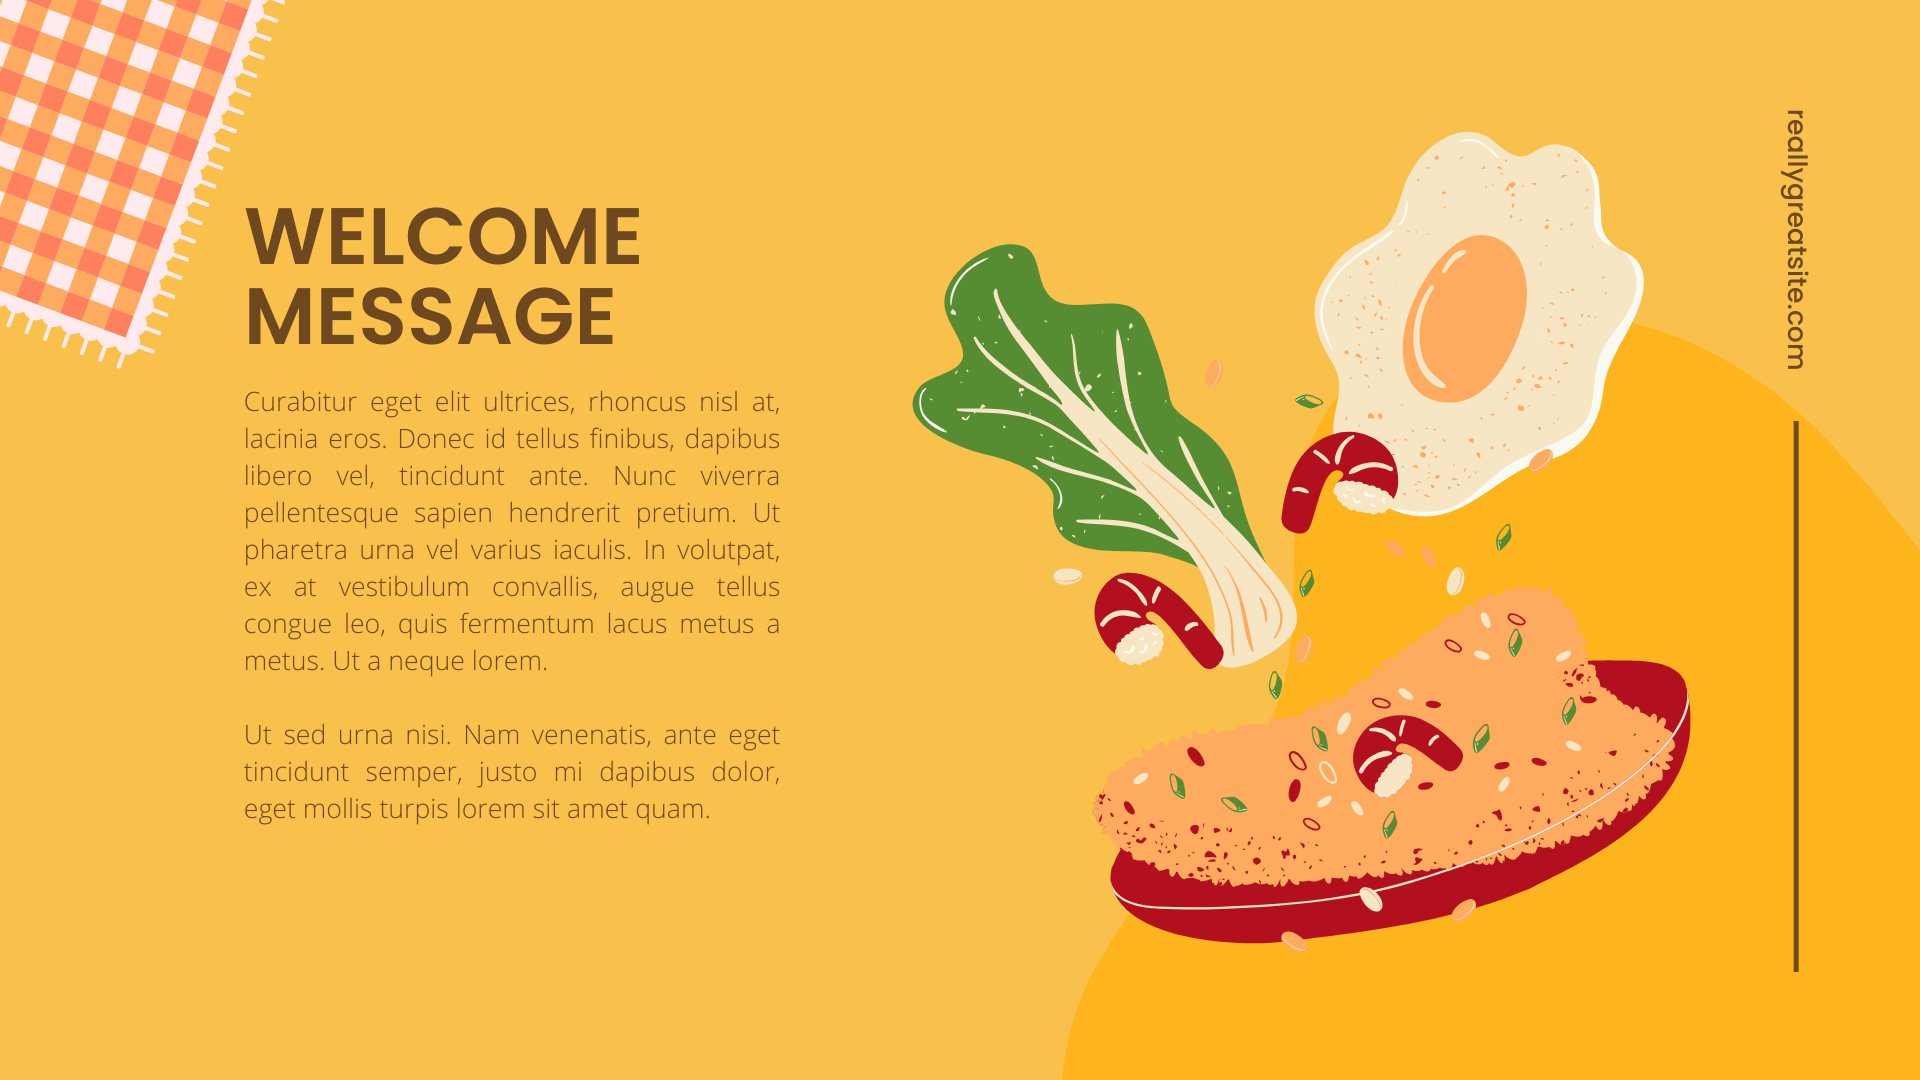 WELCOME
MESSAGE
Curabitur eget elit ultrices, rhoncus nisl at,
lacinia eros. Donec id tellus finibus, dapibus
libero vel, tincidunt ante. Nunc viverra
pellentesque sapien hendrerit pretium. Ut
pharetra urna vel varius iaculis. In volutpat,
ex at vestibulum convallis, augue tellus
congue leo, quis fermentum lacus metus a
metus. Ut a neque lorem.
Ut sed urna nisi. Nam venenatis, ante eget
tincidunt semper, justo mi dapibus dolor,
eget mollis turpis lorem sit amet quam.
reallygreatsite.com